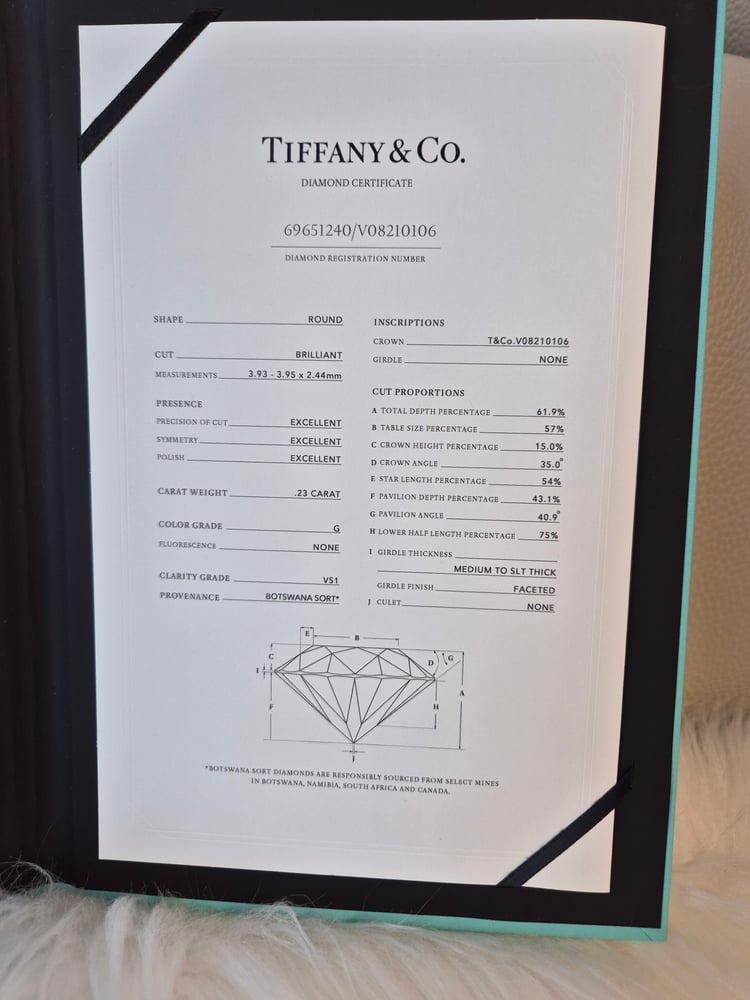 TIFFANY & CO.
DIAMOND CERTIFICATE
69651240/V08210106
DIAMOND REGISTRATION NUMBER
SHAPE ROUND
CUT BRILLIANT
MEASUREMENTS 3.93 - 3.95 x 2.44mm
PRESENCE
PRECISION OF CUT EXCELLENT
SYMMETRY EXCELLENT
POLISH EXCELLENT
CARAT WEIGHT .23 CARAT
COLOR GRADE G
FLUORESCENCE NONE
CLARITY GRADE VS1
PROVENANCE BOTSWANA SORT*
INSCRIPTIONS
CROWN T&Co.V08210106
GIRDLE NONE
CUT PROPORTIONS
A TOTAL DEPTH PERCENTAGE 61.9%
B TABLE SIZE PERCENTAGE 57%
C CROWN HEIGHT PERCENTAGE 15.0%
D CROWN ANGLE 35.0°
E STAR LENGTH PERCENTAGE 54%
F PAVILION DEPTH PERCENTAGE 43.1%
G PAVILION ANGLE 40.9°
H LOWER HALF LENGTH PERCENTAGE 75%
I GIRDLE THICKNESS
MEDIUM TO SLT THICK
GIRDLE FINISH FACETED
J CULET NONE
E B
C D G
I A
F H
J
*BOTSWANA SORT DIAMONDS ARE RESPONSIBLY SOURCED FROM SELECT MINES
IN BOTSWANA, NAMIBIA, SOUTH AFRICA AND CANADA.